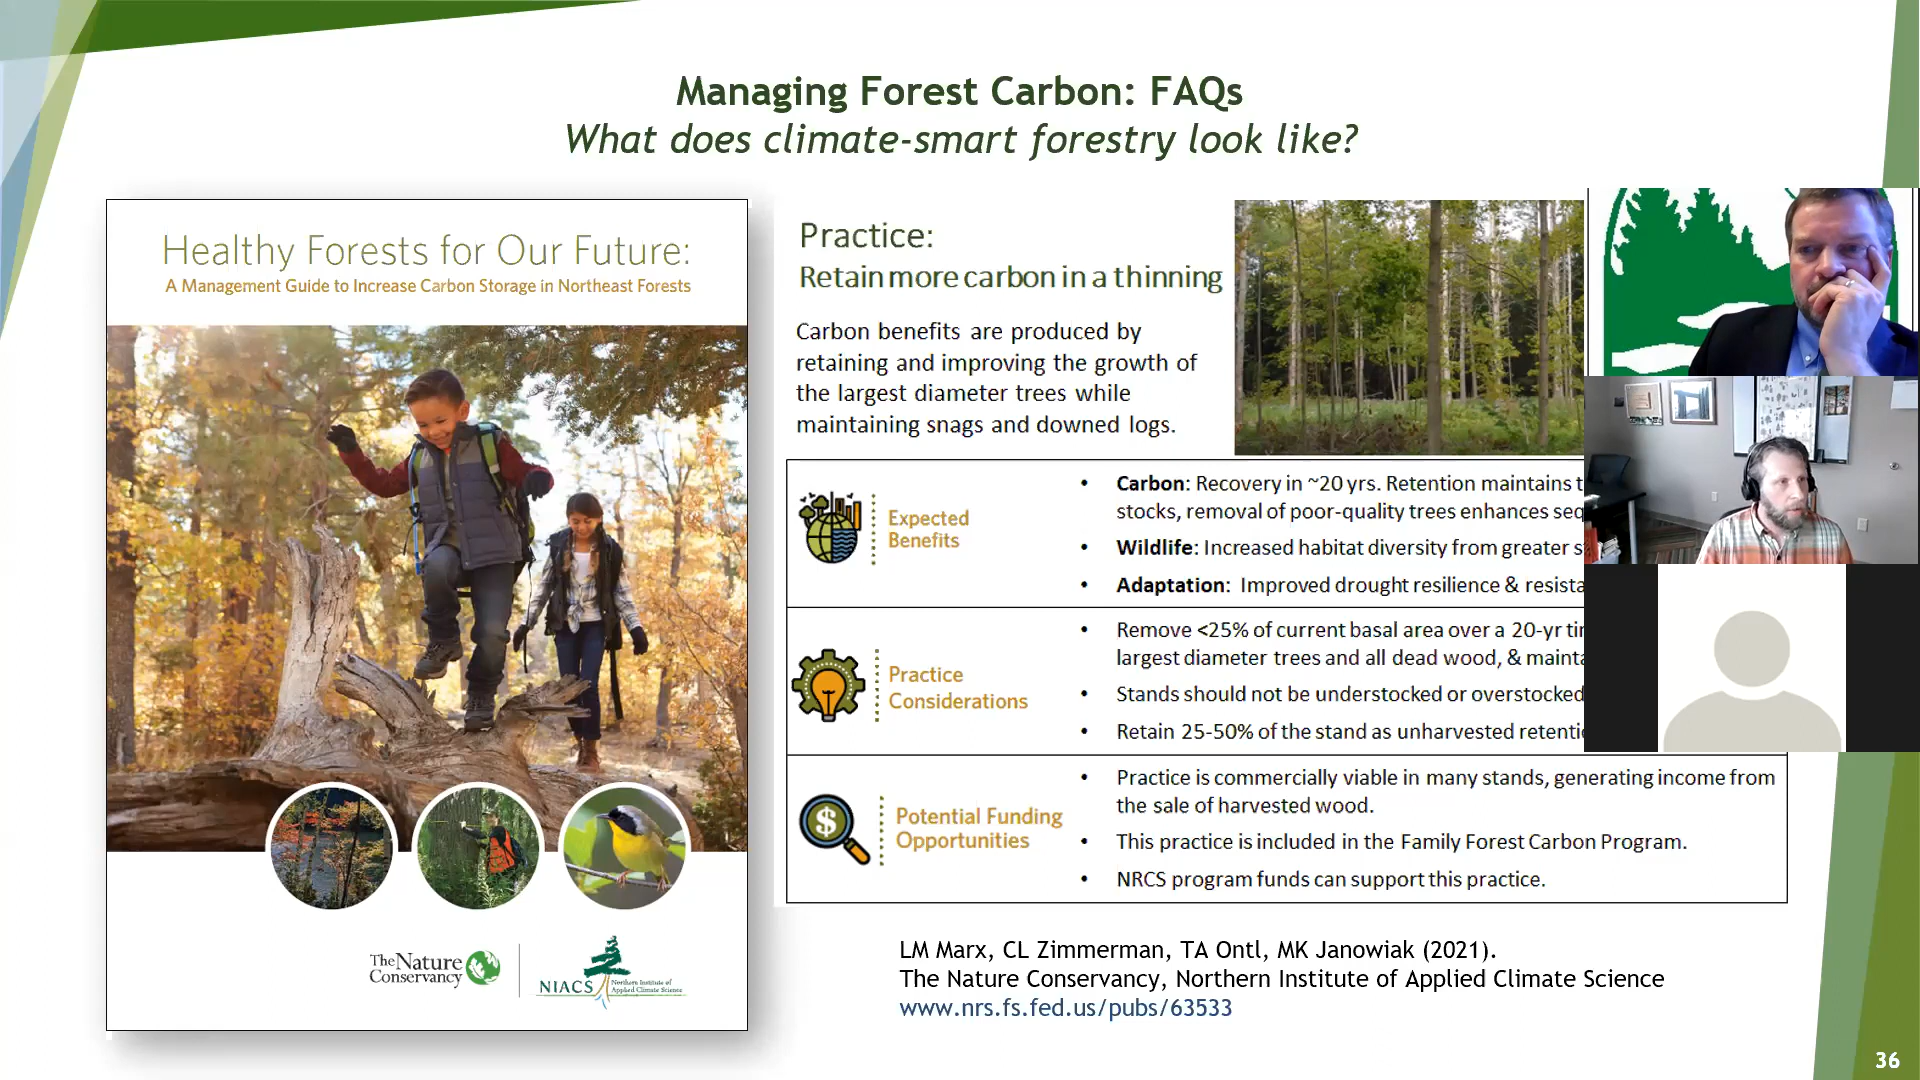 Managing Forest Carbon: FAQs
What does climate-smart forestry look like?
Healthy Forests for Our Future:
A Management Guide to Increase Carbon Storage in Northeast Forests
The Nature
Conservancy
NIACS
Northern Institute of
Applied Climate Science
Practice:
Retain more carbon in a thinning
Carbon benefits are produced by
retaining and improving the growth of
the largest diameter trees while
maintaining snags and downed logs.
Expected
Benefits
• Carbon: Recovery in ~20 yrs. Retention maintains
stocks, removal of poor-quality trees enhances
• Wildlife: Increased habitat diversity from greater
• Adaptation: Improved drought resilience &
Practice
Considerations
• Remove <25% of current basal area over a 20-yr
largest diameter trees and all dead wood, &
• Stands should not be understocked or overstocked
• Retain 25-50% of the stand as unharvested
Potential Funding
Opportunities
• Practice is commercially viable in many stands, generating income from
the sale of harvested wood.
• This practice is included in the Family Forest Carbon Program.
• NRCS program funds can support this practice.
LM Marx, CL Zimmerman, TA Ontl, MK Janowiak (2021).
The Nature Conservancy, Northern Institute of Applied Climate Science
www.nrs.fs.fed.us/pubs/63533
36